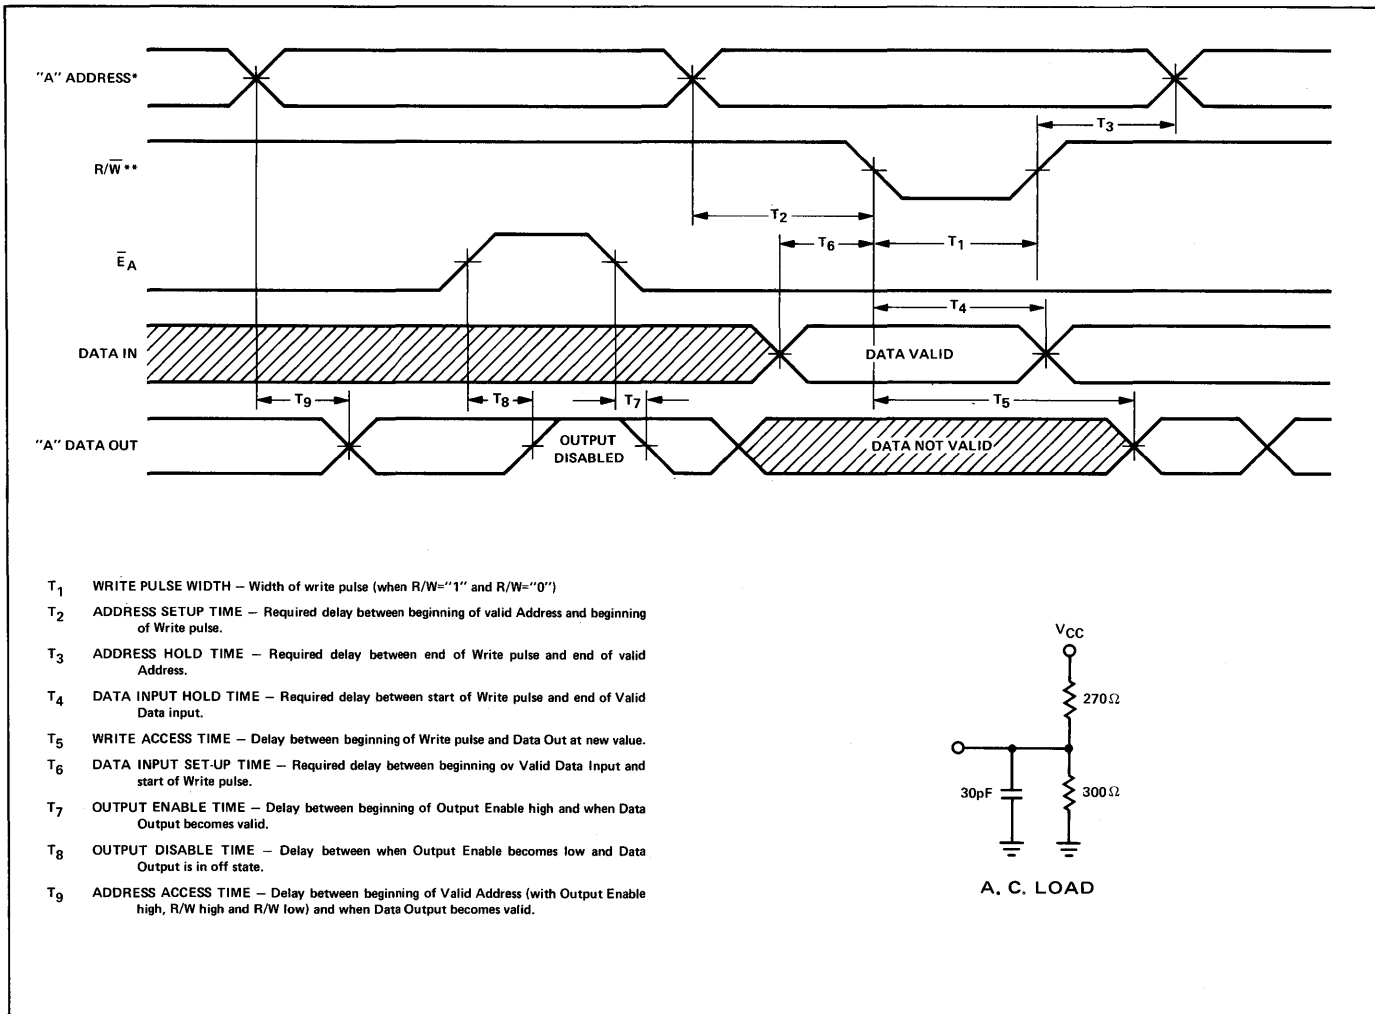 "A" ADDRESS*
T3
R/W̅**
T2
T6
T1
E̅A
T4
DATA IN
DATA VALID
T9
T8
T7
T5
"A" DATA OUT
OUTPUT
DISABLED
DATA NOT VALID
T1 WRITE PULSE WIDTH – Width of write pulse (when R/W="1" and R/W="0")
T2 ADDRESS SETUP TIME – Required delay between beginning of valid Address and beginning
of Write pulse.
T3 ADDRESS HOLD TIME – Required delay between end of Write pulse and end of valid
Address.
T4 DATA INPUT HOLD TIME – Required delay between start of Write pulse and end of Valid
Data input.
T5 WRITE ACCESS TIME – Delay between beginning of Write pulse and Data Out at new value.
T6 DATA INPUT SET-UP TIME – Required delay between beginning ov Valid Data Input and
start of Write pulse.
T7 OUTPUT ENABLE TIME – Delay between beginning of Output Enable high and when Data
Output becomes valid.
T8 OUTPUT DISABLE TIME – Delay between when Output Enable becomes low and Data
Output is in off state.
T9 ADDRESS ACCESS TIME – Delay between beginning of Valid Address (with Output Enable
high, R/W high and R/W low) and when Data Output becomes valid.
VCC
270Ω
30pF
300Ω
A. C. LOAD